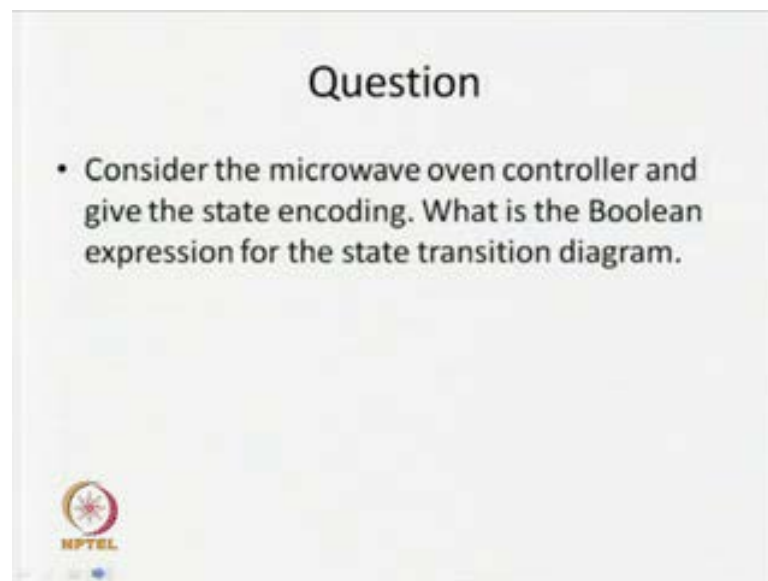 Question
• Consider the microwave oven controller and
give the state encoding. What is the Boolean
expression for the state transition diagram.
NPTEL